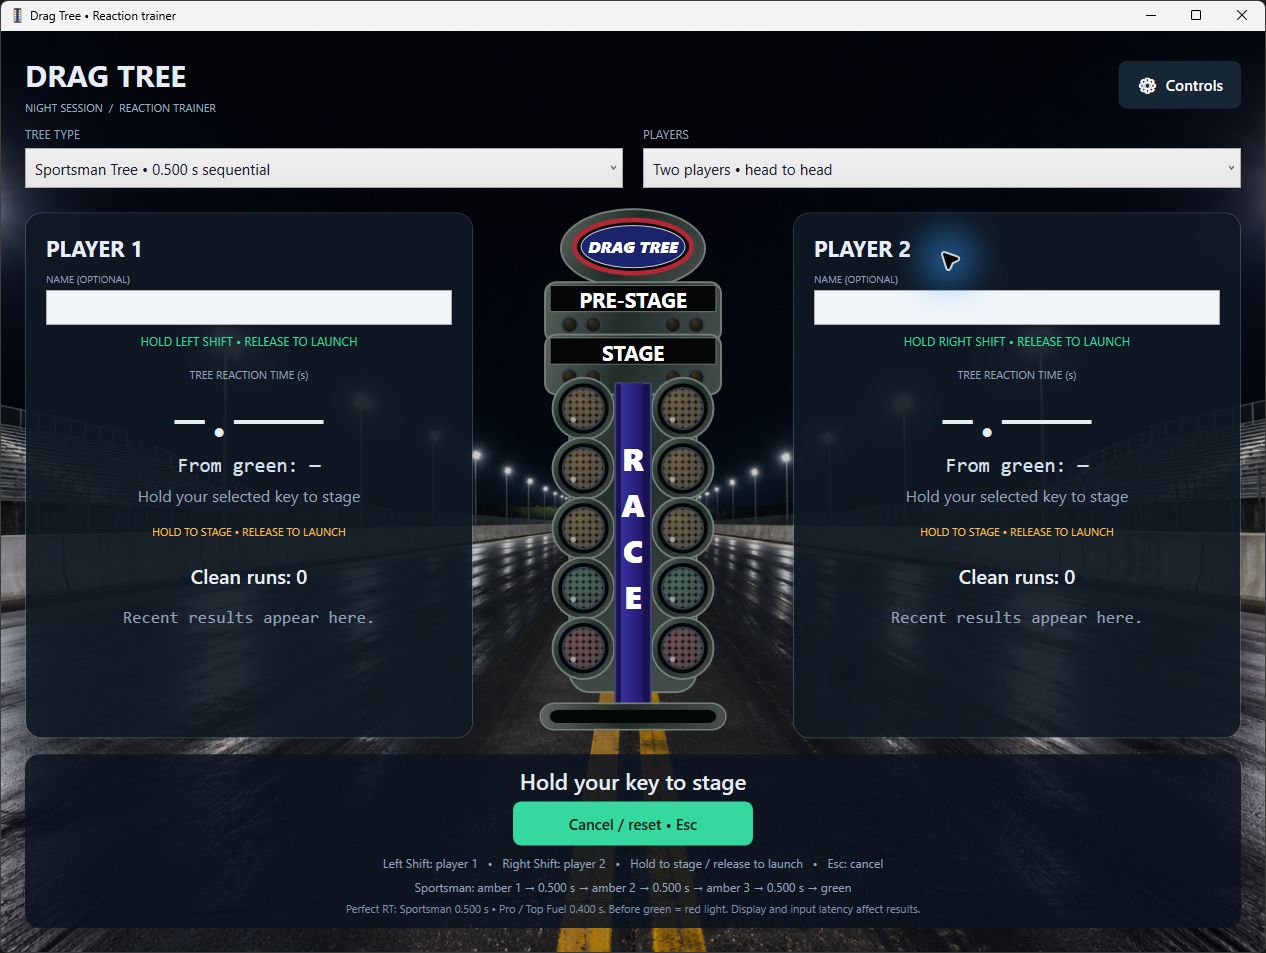 Drag Tree • Reaction trainer
DRAG TREE
NIGHT SESSION / REACTION TRAINER
Controls
TREE TYPE
PLAYERS
Sportsman Tree • 0.500 s sequential
Two players • head to head
PLAYER 1
NAME (OPTIONAL)
HOLD LEFT SHIFT • RELEASE TO LAUNCH
TREE REACTION TIME (s)
—.———
From green: —
Hold your selected key to stage
HOLD TO STAGE • RELEASE TO LAUNCH
Clean runs: 0
Recent results appear here.
DRAG TREE
PRE-STAGE
STAGE
R
A
C
E
PLAYER 2
NAME (OPTIONAL)
HOLD RIGHT SHIFT • RELEASE TO LAUNCH
TREE REACTION TIME (s)
—.———
From green: —
Hold your selected key to stage
HOLD TO STAGE • RELEASE TO LAUNCH
Clean runs: 0
Recent results appear here.
Hold your key to stage
Cancel / reset • Esc
Left Shift: player 1 • Right Shift: player 2 • Hold to stage / release to launch • Esc: cancel
Sportsman: amber 1 → 0.500 s → amber 2 → 0.500 s → amber 3 → 0.500 s → green
Perfect RT: Sportsman 0.500 s • Pro / Top Fuel 0.400 s. Before green = red light. Display and input latency affect results.